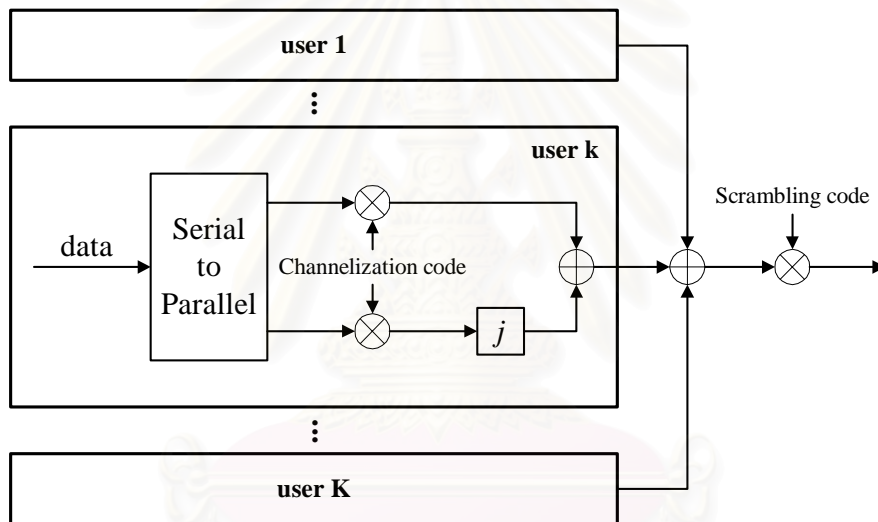 user 1
user k
data
Serial
to
Parallel
Channelization code
j
Scrambling code
user K